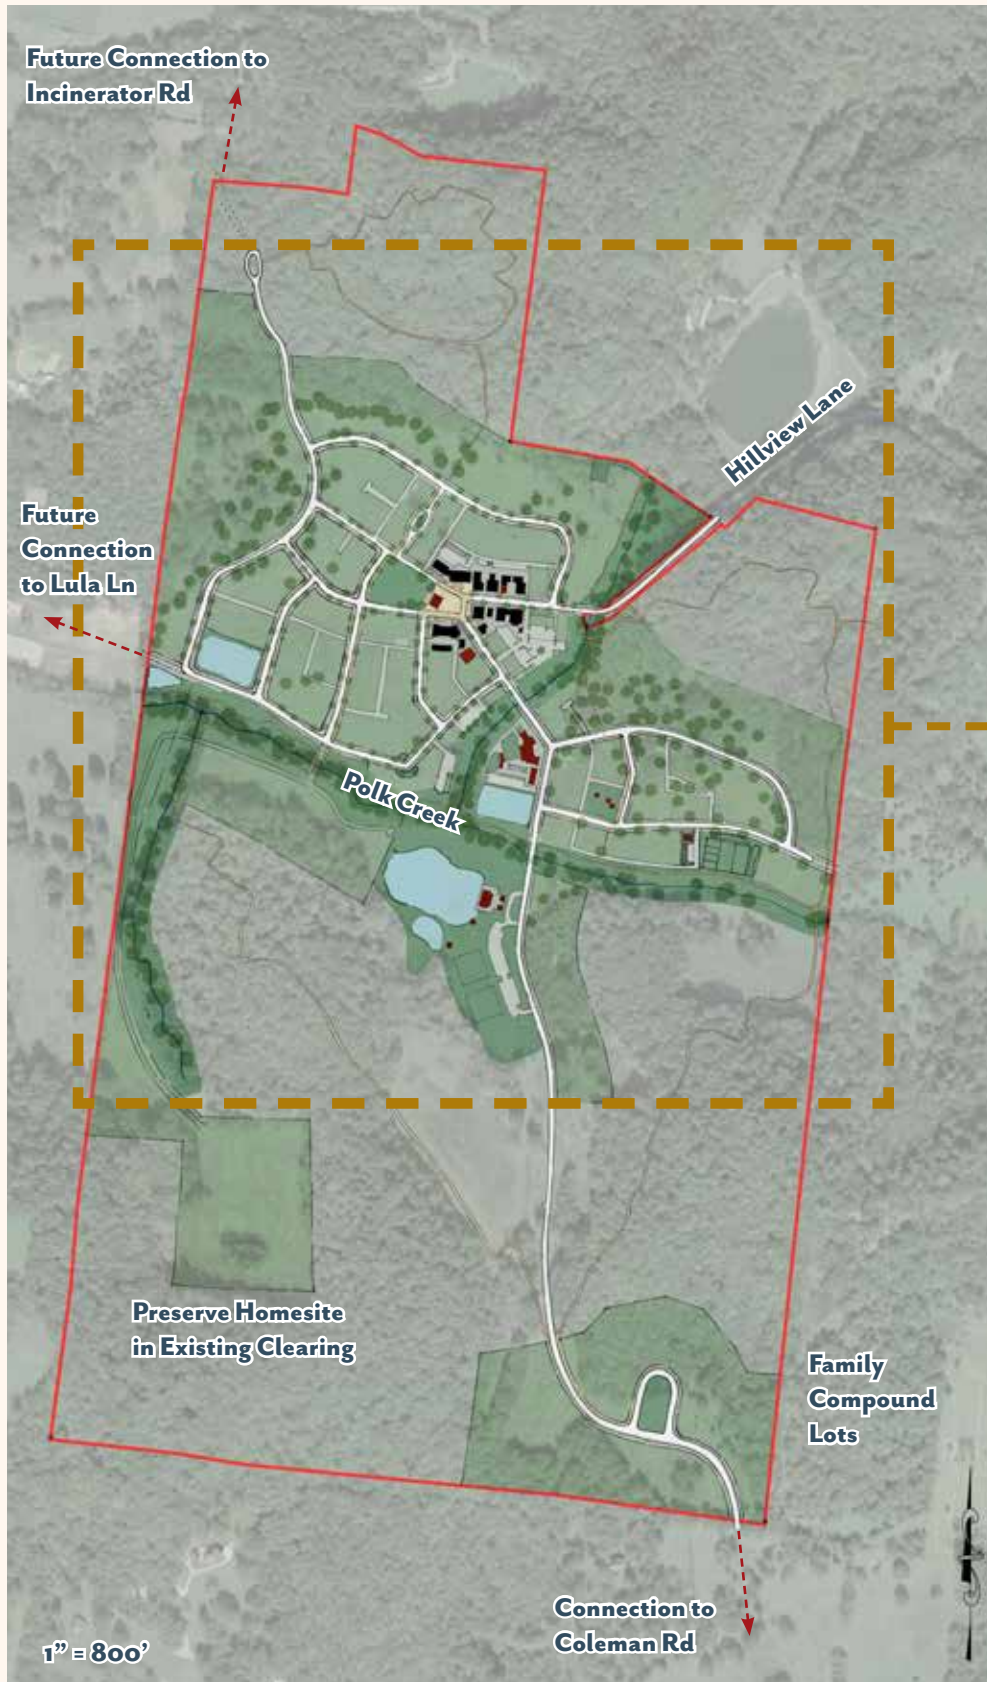 Future Connection to
Incinerator Rd
Hillview Lane
Future
Connection
to Lula Ln
Polk Creek
Preserve Homesite
in Existing Clearing
Family
Compound
Lots
Connection to
Coleman Rd
1” = 800’